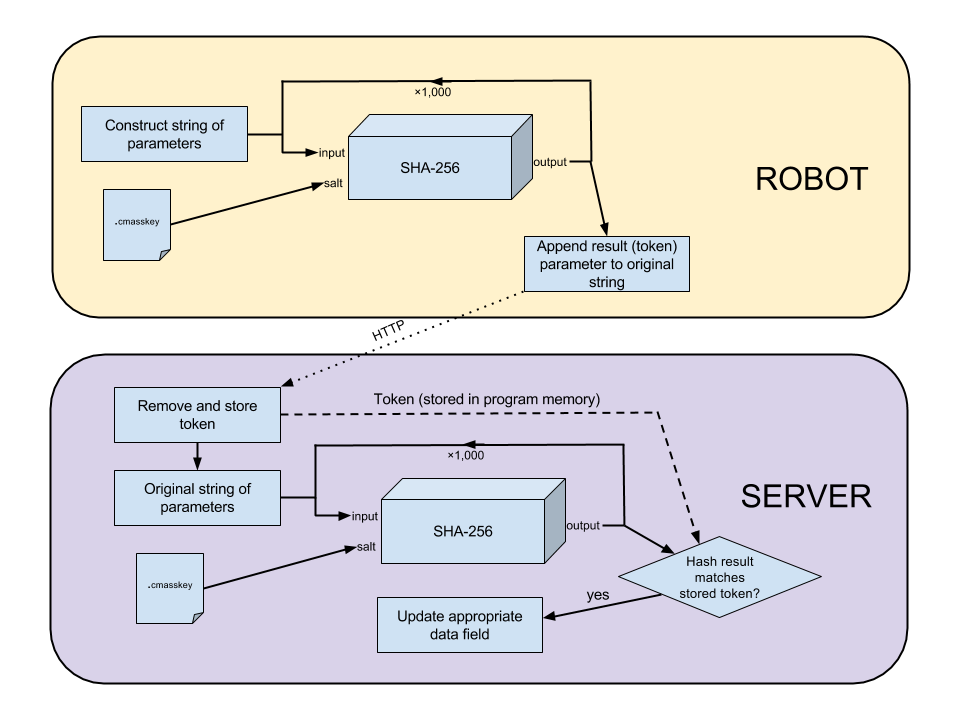 ×1,000
Construct string of
parameters
input
SHA-256
output
ROBOT
salt
.cmasskey
Append result (token)
parameter to original
string
HTTP
Remove and store
token
Token (stored in program memory)
×1,000
Original string of
parameters
input
SHA-256
output
SERVER
salt
.cmasskey
Hash result
matches
stored token?
yes
Update appropriate
data field